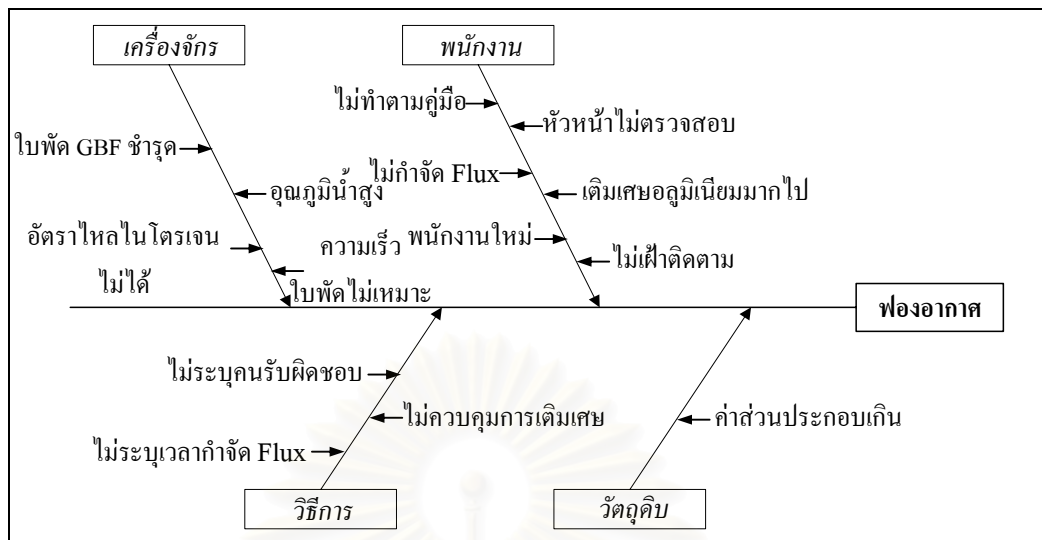 เครื่องจักร
พนักงาน
ไม่ทำตามคู่มือ
หัวหน้าไม่ตรวจสอบ
ใบพัด GBF ชำรุด
ไม่กำจัด Flux
อุณภูมิน้ำสูง
เติมเศษอลูมิเนียมมากไป
อัตราไหลไนโตรเจน
ไม่ได้
ความเร็ว
ใบพัดไม่เหมาะ
พนักงานใหม่
ไม่เฝ้าติดตาม
ฟองอากาศ
ไม่ระบุคนรับผิดชอบ
ไม่ควบคุมการเติมเศษ
ค่าส่วนประกอบเกิน
ไม่ระบุเวลากำจัด Flux
วิธีการ
วัตถุดิบ